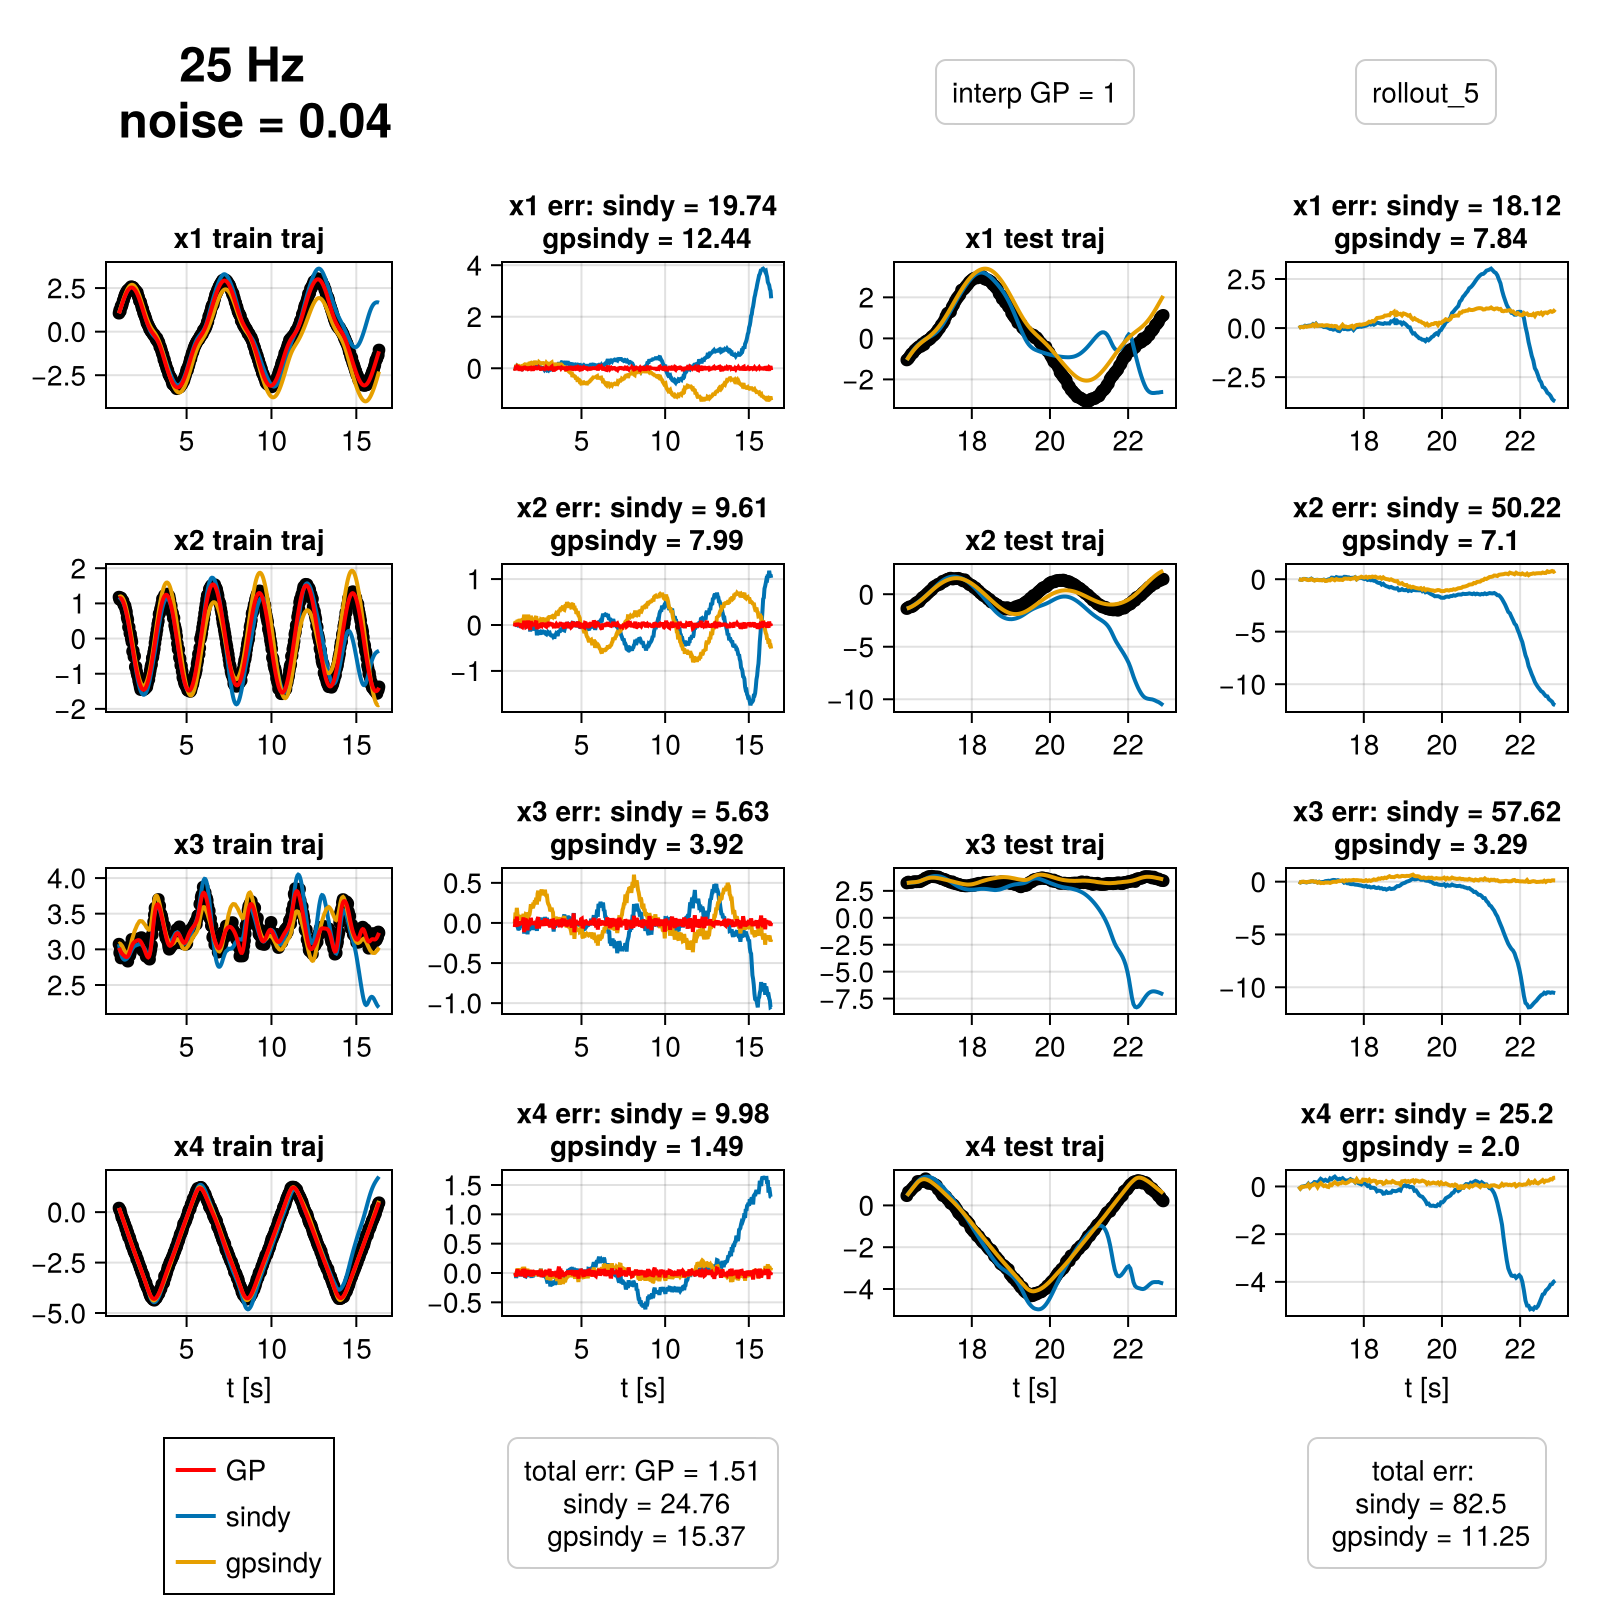 25 Hz
noise = 0.04
interp GP = 1
rollout_5
x1 train traj
2.5
0.0
−2.5
5
10
15
x1 err: sindy = 19.74
gpsindy = 12.44
4
2
0
5
10
15
x1 test traj
2
0
−2
18
20
22
x1 err: sindy = 18.12
gpsindy = 7.84
2.5
0.0
−2.5
18
20
22
x2 train traj
2
1
0
−1
−2
5
10
15
x2 err: sindy = 9.61
gpsindy = 7.99
1
0
−1
5
10
15
x2 test traj
0
−5
−10
18
20
22
x2 err: sindy = 50.22
gpsindy = 7.1
0
−5
−10
18
20
22
x3 train traj
4.0
3.5
3.0
2.5
5
10
15
x3 err: sindy = 5.63
gpsindy = 3.92
0.5
0.0
−0.5
−1.0
5
10
15
x3 test traj
2.5
0.0
−2.5
−5.0
−7.5
18
20
22
x3 err: sindy = 57.62
gpsindy = 3.29
0
−5
−10
18
20
22
x4 train traj
0.0
−2.5
−5.0
5
10
15
t [s]
x4 err: sindy = 9.98
gpsindy = 1.49
1.5
1.0
0.5
0.0
−0.5
5
10
15
t [s]
x4 test traj
0
−2
−4
18
20
22
t [s]
x4 err: sindy = 25.2
gpsindy = 2.0
0
−2
−4
18
20
22
t [s]
GP
sindy
gpsindy
total err: GP = 1.51
sindy = 24.76
gpsindy = 15.37
total err:
sindy = 82.5
gpsindy = 11.25